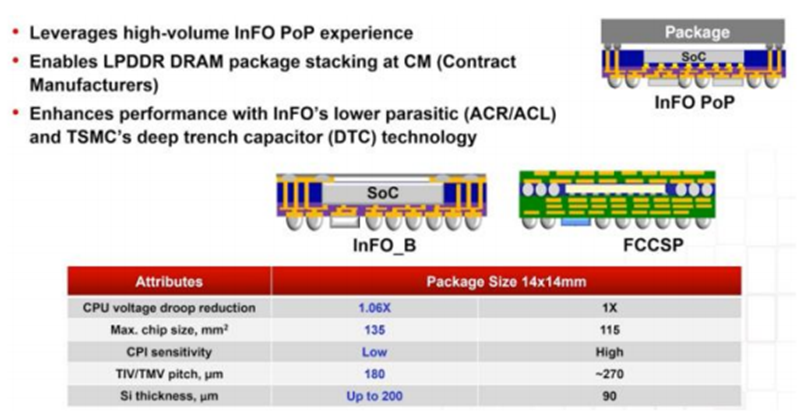 • Leverages high-volume InFO PoP experience
• Enables LPDDR DRAM package stacking at CM (Contract
Manufacturers)
• Enhances performance with InFO's lower parasitic (ACR/ACL)
and TSMC's deep trench capacitor (DTC) technology
Package
SoC
InFO PoP
SoC
InFO_B
FCCSP
Attributes Package Size 14x14mm
CPU voltage droop reduction 1.06X 1X
Max. chip size, mm² 135 115
CPI sensitivity Low High
TIV/TMV pitch, µm 180 ~270
Si thickness, µm Up to 200 90